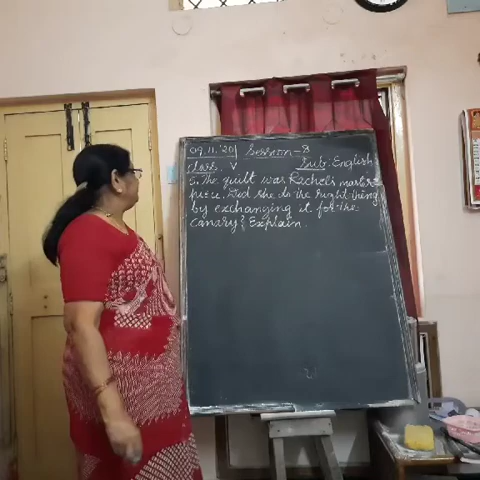 09.11.'20 Session-8
Class. V Sub: English
6. The quilt was Rachel's master-
piece. Did she do the right thing
by exchanging it for the
canary? Explain.